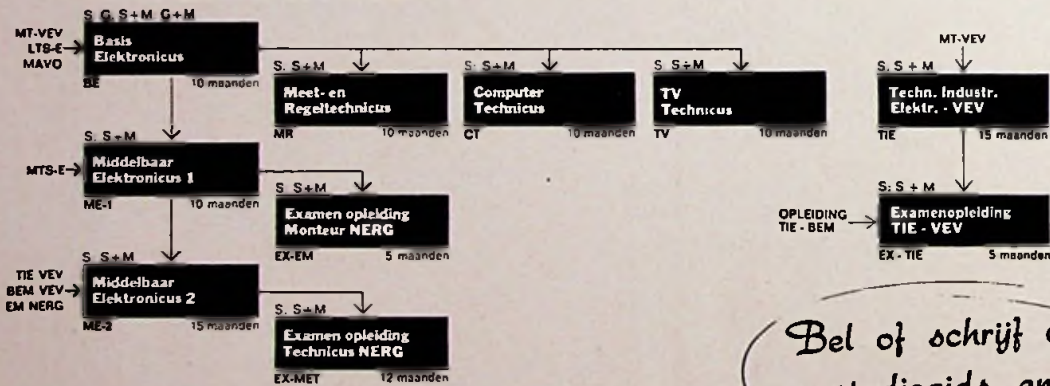 S G. S+M. G+M
MT-VEV
LTS-E
MAVO
Basis
Elektronicus
BE 10 maanden
S. S+M
Meet- en
Regeltechnicus
MR 10 maanden
S: S+M
Computer
Technicus
CT 10 maanden
S S+M
TV
Technicus
TV 10 maanden
MT-VEV
S. S + M
Techn. Industr.
Elektr. - VEV
TIE 15 maanden
S. S+M
MTS-E
Middelbaar
Elektronicus 1
ME-1 10 maanden
S S+M
Examen opleiding
Monteur NERG
EX-EM 5 maanden
S: S + M
OPLEIDING
TIE - BEM
Examenopleiding
TIE - VEV
EX - TIE 5 maanden
S S+M
TIE VEV
BEM VEV
EM NERG
Middelbaar
Elektronicus 2
ME-2 15 maanden
S. S+M
Examen opleiding
Technicus NERG
EX-MET 12 maanden
Bel of schrijf